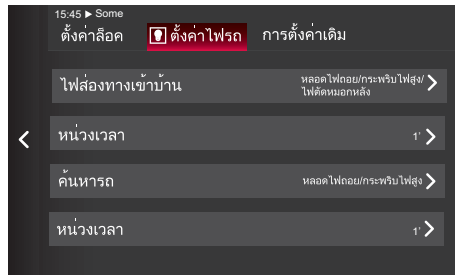 15:45 ▶ Some
ตั้งค่าล็อค ตั้งค่าไฟรถ การตั้งค่าเดิม
ไฟส่องทางเข้าบ้าน หลอดไฟถอย/กระพริบไฟสูง/
ไฟตัดหมอกหลัง
หน่วงเวลา 1'
ค้นหารถ หลอดไฟถอย/กระพริบไฟสูง
หน่วงเวลา 1'